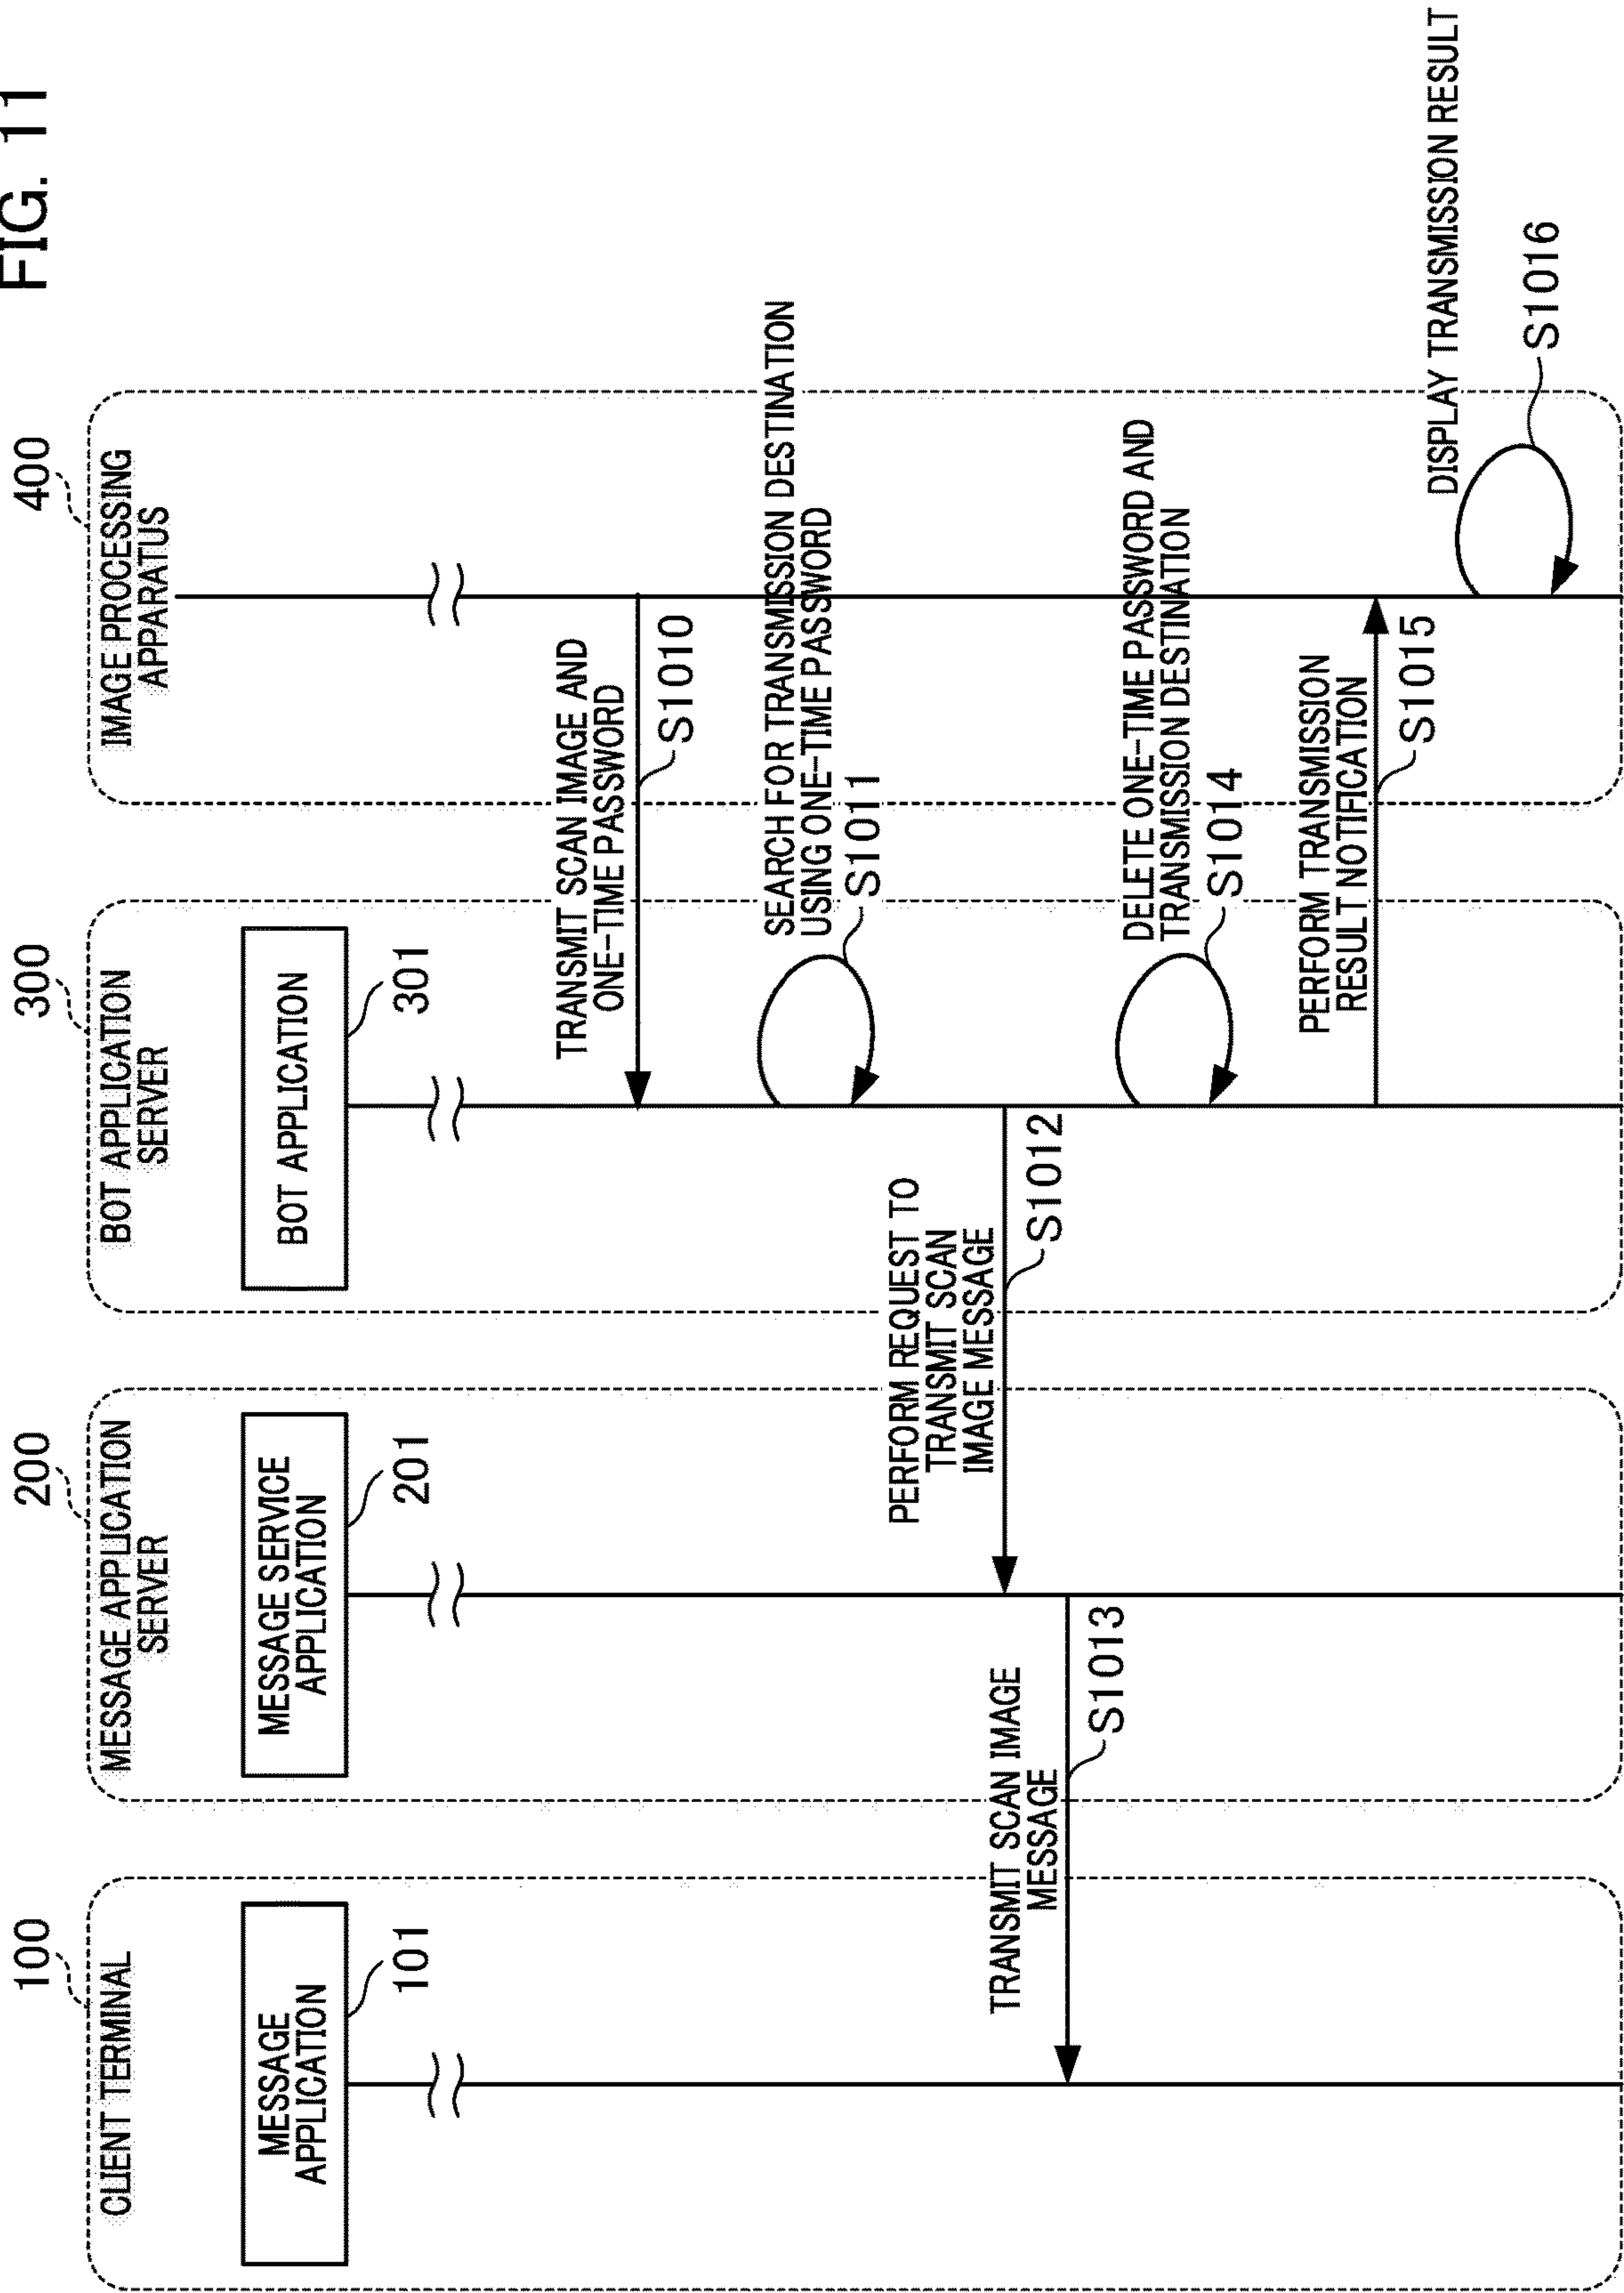 FIG. 11
100
CLIENT TERMINAL
MESSAGE
APPLICATION
101
200
MESSAGE APPLICATION
SERVER
MESSAGE SERVICE
APPLICATION
201
300
BOT APPLICATION
SERVER
BOT APPLICATION
301
400
IMAGE PROCESSING
APPARATUS
TRANSMIT SCAN IMAGE AND
ONE-TIME PASSWORD
S1010
SEARCH FOR TRANSMISSION DESTINATION
USING ONE-TIME PASSWORD
S1011
PERFORM REQUEST TO
TRANSMIT SCAN
IMAGE MESSAGE
S1012
TRANSMIT SCAN IMAGE
MESSAGE
S1013
DELETE ONE-TIME PASSWORD AND
TRANSMISSION DESTINATION
S1014
PERFORM TRANSMISSION
RESULT NOTIFICATION
S1015
DISPLAY TRANSMISSION RESULT
S1016